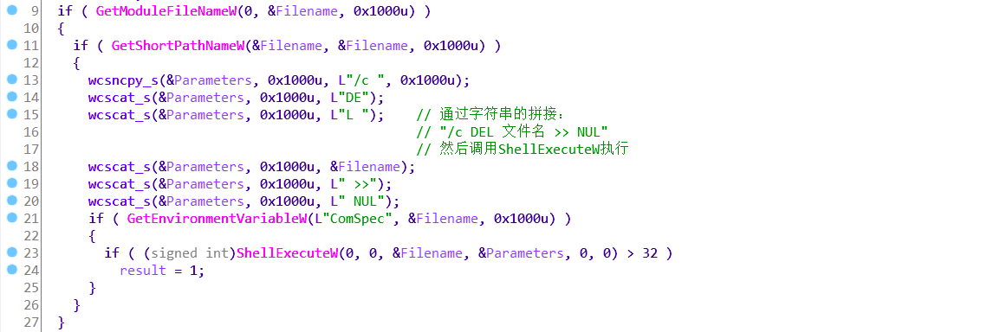 9 if ( GetModuleFileNameW(0, &Filename, 0x1000u) )
10 {
11 if ( GetShortPathNameW(&Filename, &Filename, 0x1000u) )
12 {
13 wcsncpy_s(&Parameters, 0x1000u, L"/c ", 0x1000u);
14 wcscat_s(&Parameters, 0x1000u, L"DE");
15 wcscat_s(&Parameters, 0x1000u, L"L "); // 通过字符串的拼接:
16 // "/c DEL 文件名 >> NUL"
17 // 然后调用ShellExecuteW执行
18 wcscat_s(&Parameters, 0x1000u, &Filename);
19 wcscat_s(&Parameters, 0x1000u, L" >>");
20 wcscat_s(&Parameters, 0x1000u, L" NUL");
21 if ( GetEnvironmentVariableW(L"ComSpec", &Filename, 0x1000u) )
22 {
23 if ( (signed int)ShellExecuteW(0, 0, &Filename, &Parameters, 0, 0) > 32 )
24 result = 1;
25 }
26 }
27 }